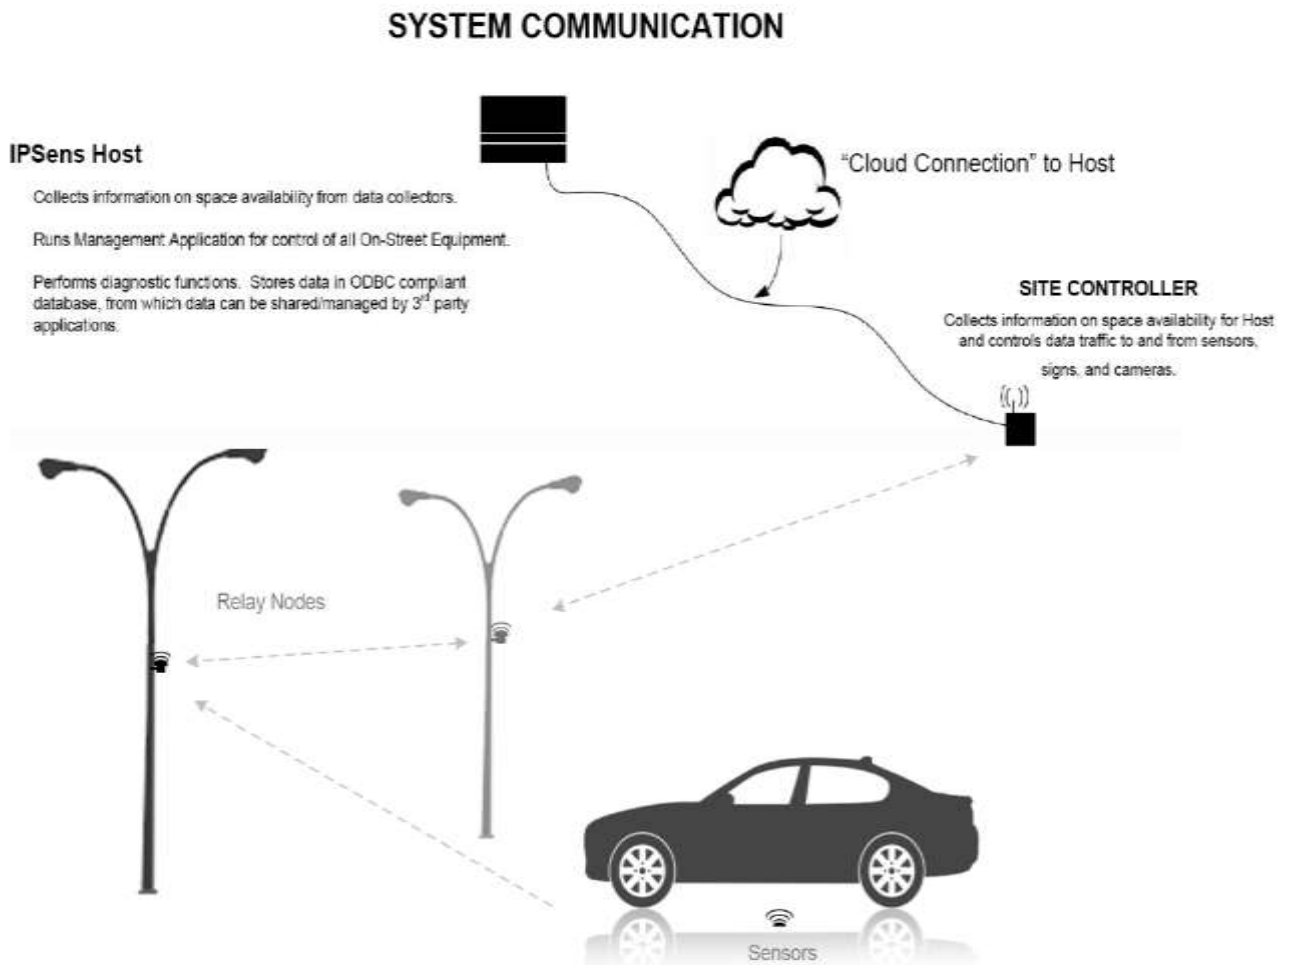 SYSTEM COMMUNICATION
IPSens Host
Collects information on space availability from data collectors.
Runs Management Application for control of all On-Street Equipment.
Performs diagnostic functions. Stores data in ODBC compliant
database, from which data can be shared/managed by 3rd party
applications.
"Cloud Connection" to Host
SITE CONTROLLER
Collects information on space availability for Host
and controls data traffic to and from sensors,
signs, and cameras.
Relay Nodes
Sensors